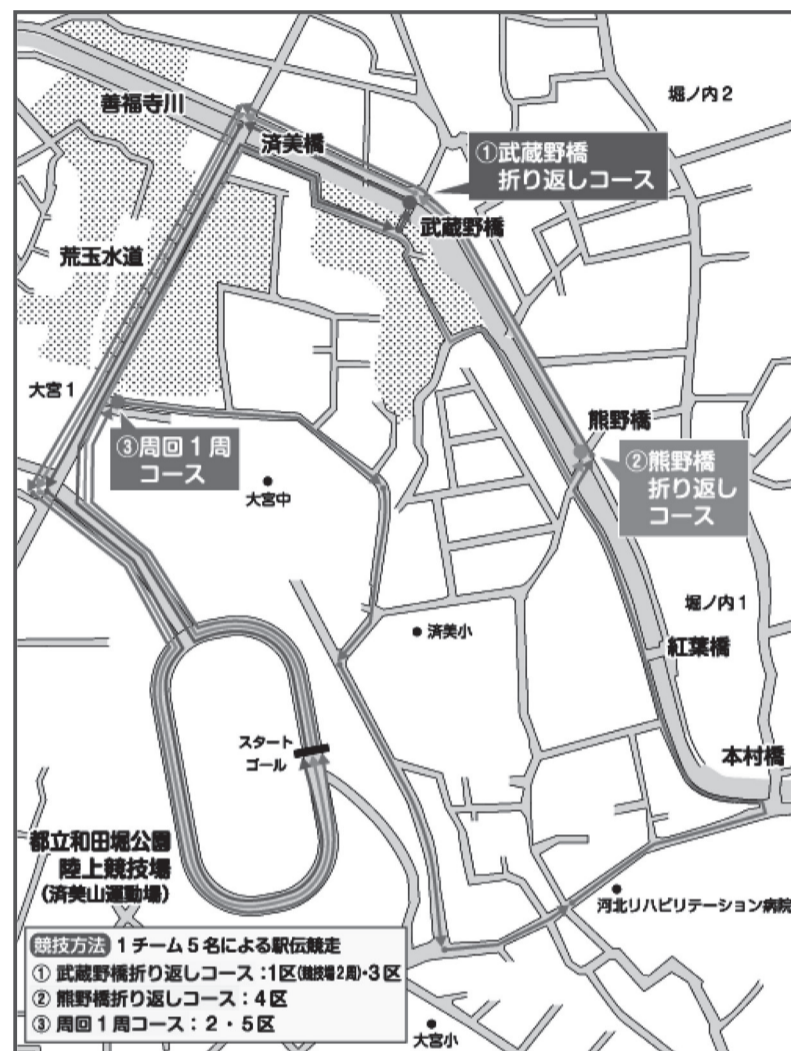 善福寺川
済美橋
堀ノ内2
①武蔵野橋
折り返しコース
武蔵野橋
荒玉水道
大宮1
③周回1周
コース
大宮中
熊野橋
②熊野橋
折り返し
コース
堀ノ内1
済美小
紅葉橋
スタート
ゴール
本村橋
都立和田堀公園
陸上競技場
(済美山運動場)
河北リハビリテーション病院
競技方法 1チーム5名による駅伝競走
① 武蔵野橋折り返しコース：1区(競技場2周)・3区
② 熊野橋折り返しコース：4区
③ 周回1周コース：2・5区
大宮小